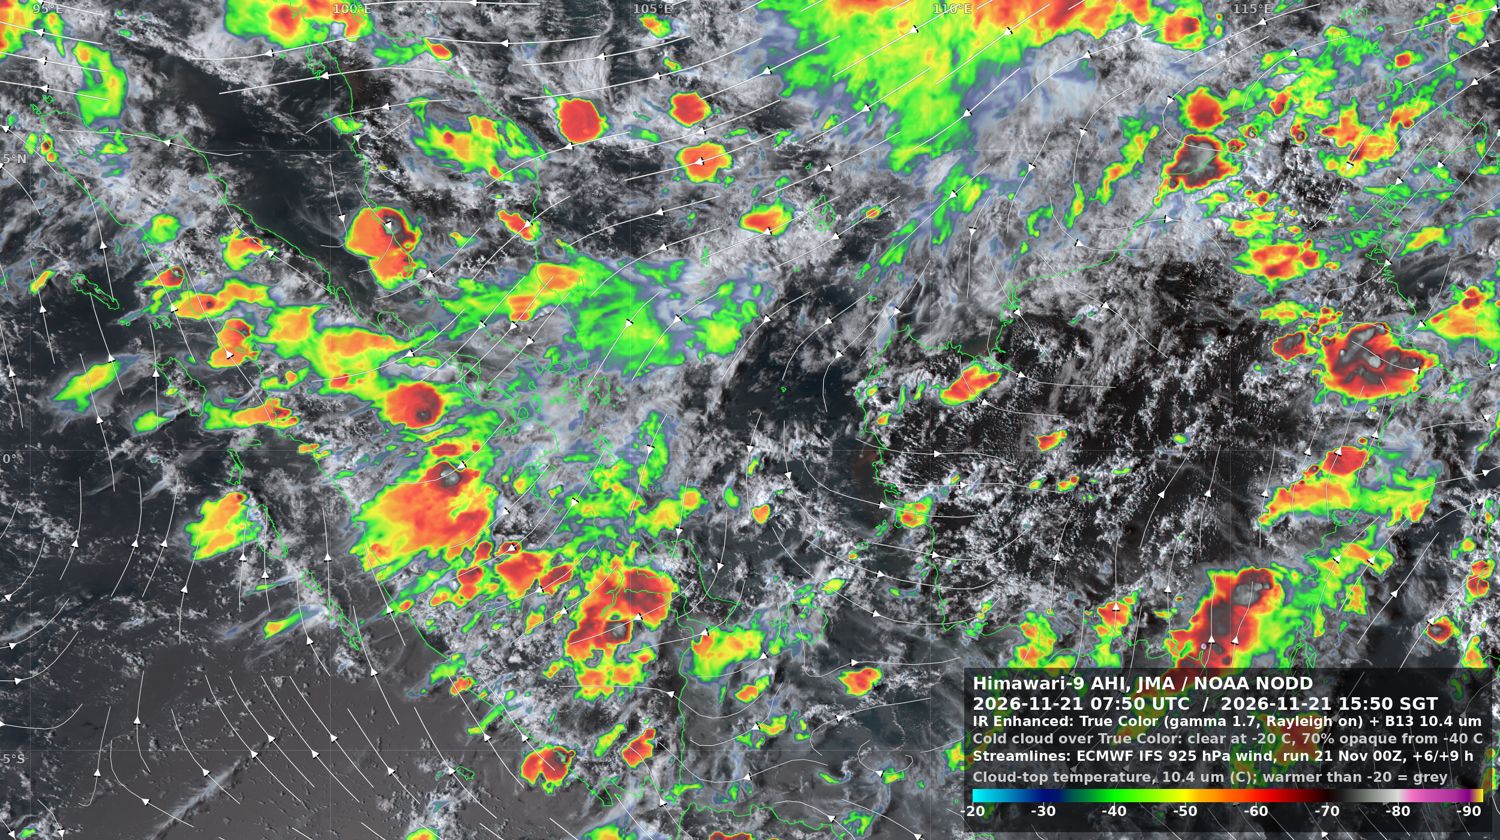 95°E 100°E 105°E 110°E 115°E
5°N
0°
5°S
Himawari-9 AHI, JMA / NOAA NODD
2026-11-21 07:50 UTC / 2026-11-21 15:50 SGT
IR Enhanced: True Color (gamma 1.7, Rayleigh on) + B13 10.4 um
Cold cloud over True Color: clear at -20 C, 70% opaque from -40 C
Streamlines: ECMWF IFS 925 hPa wind, run 21 Nov 00Z, +6/+9 h
Cloud-top temperature, 10.4 um (C); warmer than -20 = grey
-20 -30 -40 -50 -60 -70 -80 -90